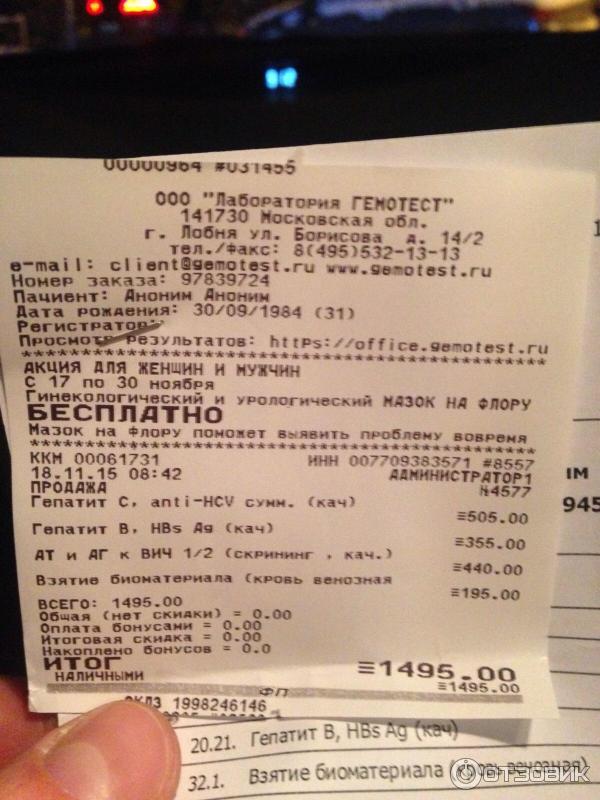 00000964 #031455
ООО "Лаборатория ГЕМОТЕСТ"
141730 Московская обл.
г. Лобня ул. Борисова д. 14/2
тел./факс: 8(495)532-13-13
e-mail: client@gemotest.ru www.gemotest.ru
Номер заказа: 97839724
Пациент: Аноним Аноним
Дата рождения: 30/09/1984 (31)
Регистратор:
Просмотр результатов: https://office.gemotest.ru
****************************************
АКЦИЯ ДЛЯ ЖЕНЩИН И МУЖЧИН
С 17 по 30 ноября
Гинекологический и урологический МАЗОК НА ФЛОРУ
БЕСПЛАТНО
Мазок на флору поможет выявить проблему вовремя
****************************************
ККМ 00061731 ИНН 007709383571 #8557
18.11.15 08:42 АДМИНИСТРАТОР1
ПРОДАЖА №4577
Гепатит С, anti-HCV сумм. (кач)
≡505.00
Гепатит В, HBs Ag (кач)
≡355.00
АТ и АГ к ВИЧ 1/2 (скрининг , кач.)
≡440.00
Взятие биоматериала (кровь венозная
≡195.00
ВСЕГО: 1495.00
Общая (нет скидки) = 0.00
Оплата бонусами = 0.00
Итоговая скидка = 0.00
Накоплено бонусов = 0.0
ИТОГ ≡1495.00
НАЛИЧНЫМИ ≡1495.00
ФП
ЭКЛЗ 1998246146
20.21. Гепатит В, HBs Ag (кач)
32.1. Взятие биоматериала (кровь венозная)
им
945
ОТЗОВИК